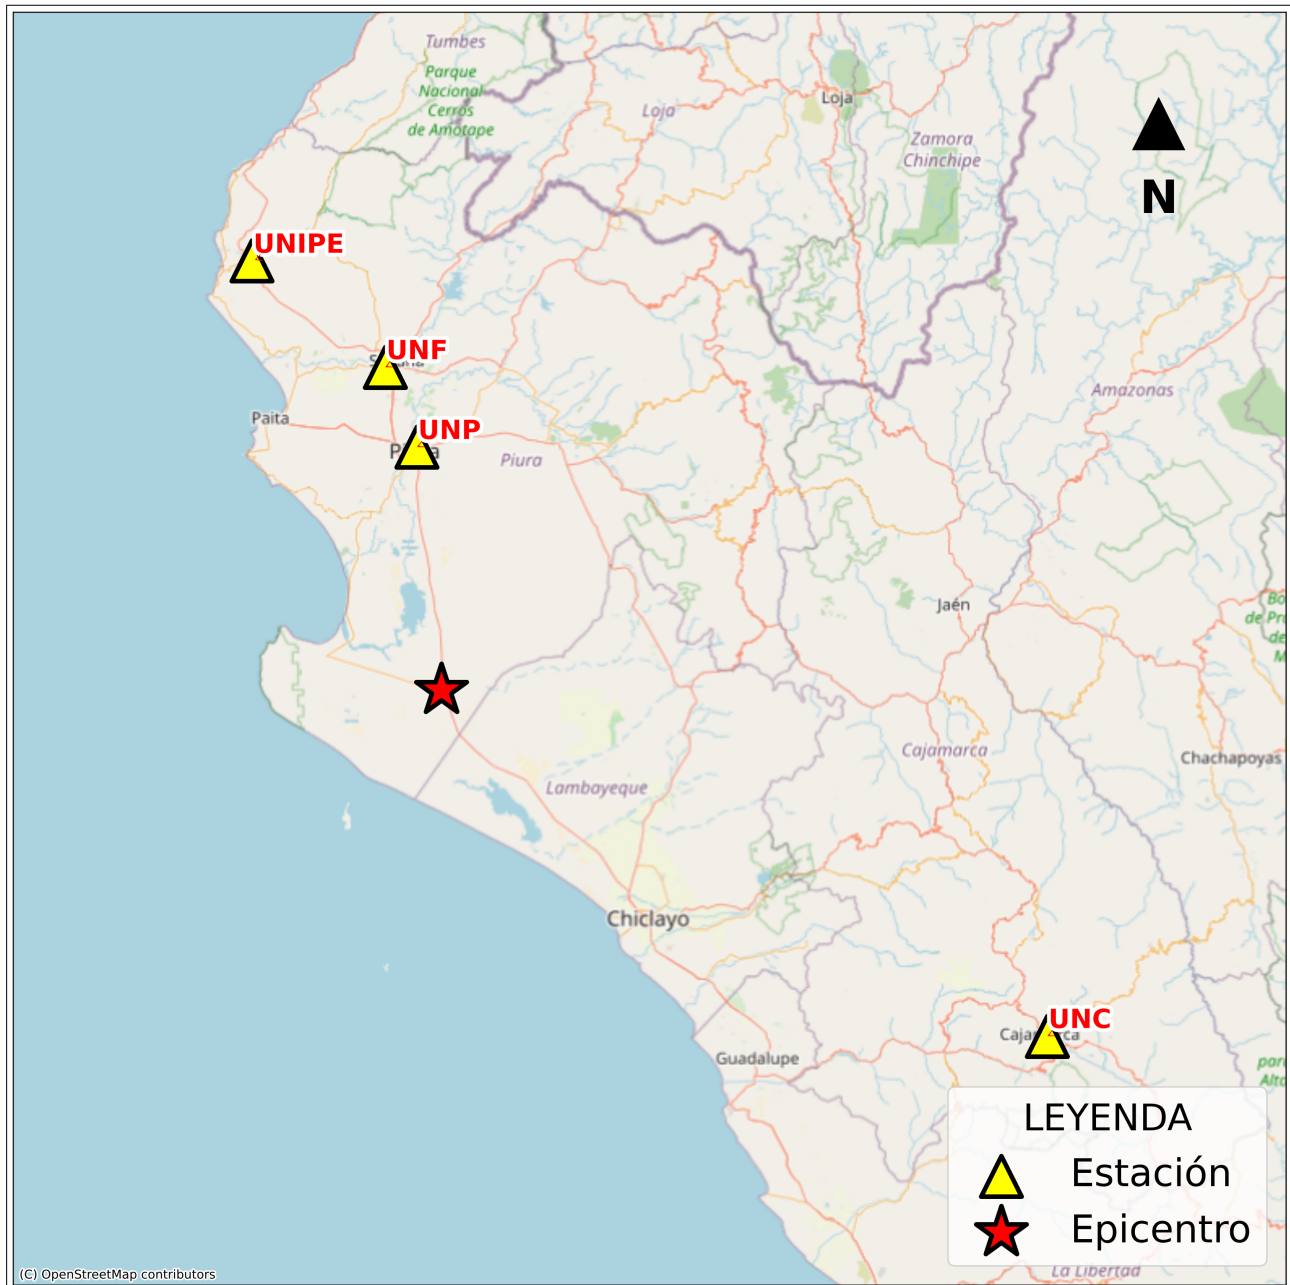 Tumbes
Parque
Nacional
Cerros
de Amotape
Loja
Loja
Zamora
Chinchipe
N
UNIPE
UNF
Paita
UNP
Piura
Amazonas
Jaén
Cajamarca
Chachapoyas
Lambayeque
Chiclayo
UNC
Guadalupe
LEYENDA
Estación
Epicentro
La Libertad
(C) OpenStreetMap contributors